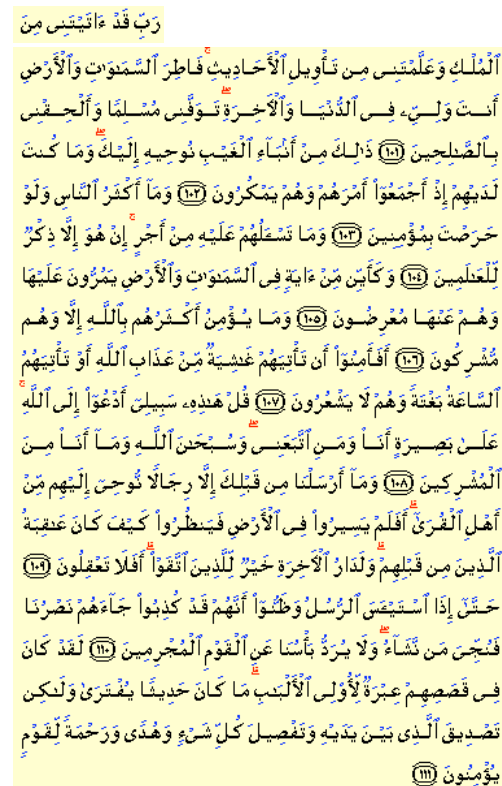 رَبِّ قَدْ ءَاتَيْتَنِى مِنَ
ٱلْمُلْكِ وَعَلَّمْتَنِى مِن تَأْوِيلِ ٱلْأَحَادِيثِ ۚ فَاطِرَ ٱلسَّمَٰوَٰتِ وَٱلْأَرْضِ
أَنتَ وَلِىِّۦ فِى ٱلدُّنْيَا وَٱلْءَاخِرَةِ ۖ تَوَفَّنِى مُسْلِمًا وَأَلْحِقْنِى
بِٱلصَّٰلِحِينَ ﴿١٠١﴾ ذَٰلِكَ مِنْ أَنۢبَآءِ ٱلْغَيْبِ نُوحِيهِ إِلَيْكَ ۖ وَمَا كُنتَ
لَدَيْهِمْ إِذْ أَجْمَعُوٓا۟ أَمْرَهُمْ وَهُمْ يَمْكُرُونَ ﴿١٠٢﴾ وَمَآ أَكْثَرُ ٱلنَّاسِ وَلَوْ
حَرَصْتَ بِمُؤْمِنِينَ ﴿١٠٣﴾ وَمَا تَسْـَٔلُهُمْ عَلَيْهِ مِنْ أَجْرٍ ۚ إِنْ هُوَ إِلَّا ذِكْرٌ
لِّلْعَٰلَمِينَ ﴿١٠٤﴾ وَكَأَيِّن مِّنْ ءَايَةٍ فِى ٱلسَّمَٰوَٰتِ وَٱلْأَرْضِ يَمُرُّونَ عَلَيْهَا
وَهُمْ عَنْهَا مُعْرِضُونَ ﴿١٠٥﴾ وَمَا يُؤْمِنُ أَكْثَرُهُم بِٱللَّهِ إِلَّا وَهُم
مُّشْرِكُونَ ﴿١٠٦﴾ أَفَأَمِنُوٓا۟ أَن تَأْتِيَهُمْ غَٰشِيَةٌ مِّنْ عَذَابِ ٱللَّهِ أَوْ تَأْتِيَهُمُ
ٱلسَّاعَةُ بَغْتَةً وَهُمْ لَا يَشْعُرُونَ ﴿١٠٧﴾ قُلْ هَٰذِهِۦ سَبِيلِىٓ أَدْعُوٓا۟ إِلَى ٱللَّهِ ۚ
عَلَىٰ بَصِيرَةٍ أَنَا۠ وَمَنِ ٱتَّبَعَنِى ۖ وَسُبْحَٰنَ ٱللَّهِ وَمَآ أَنَا۠ مِنَ
ٱلْمُشْرِكِينَ ﴿١٠٨﴾ وَمَآ أَرْسَلْنَا مِن قَبْلِكَ إِلَّا رِجَالًا نُّوحِىٓ إِلَيْهِم مِّنْ
أَهْلِ ٱلْقُرَىٰٓ ۗ أَفَلَمْ يَسِيرُوا۟ فِى ٱلْأَرْضِ فَيَنظُرُوا۟ كَيْفَ كَانَ عَٰقِبَةُ
ٱلَّذِينَ مِن قَبْلِهِمْ ۗ وَلَدَارُ ٱلْءَاخِرَةِ خَيْرٌ لِّلَّذِينَ ٱتَّقَوْا۟ ۗ أَفَلَا تَعْقِلُونَ ﴿١٠٩﴾
حَتَّىٰٓ إِذَا ٱسْتَيْـَٔسَ ٱلرُّسُلُ وَظَنُّوٓا۟ أَنَّهُمْ قَدْ كُذِبُوا۟ جَآءَهُمْ نَصْرُنَا
فَنُجِّىَ مَن نَّشَآءُ ۖ وَلَا يُرَدُّ بَأْسُنَا عَنِ ٱلْقَوْمِ ٱلْمُجْرِمِينَ ﴿١١٠﴾ لَقَدْ كَانَ
فِى قَصَصِهِمْ عِبْرَةٌ لِّأُو۟لِى ٱلْأَلْبَٰبِ ۗ مَا كَانَ حَدِيثًا يُفْتَرَىٰ وَلَٰكِن
تَصْدِيقَ ٱلَّذِى بَيْنَ يَدَيْهِ وَتَفْصِيلَ كُلِّ شَىْءٍ وَهُدًى وَرَحْمَةً لِّقَوْمٍ
يُؤْمِنُونَ ﴿١١١﴾